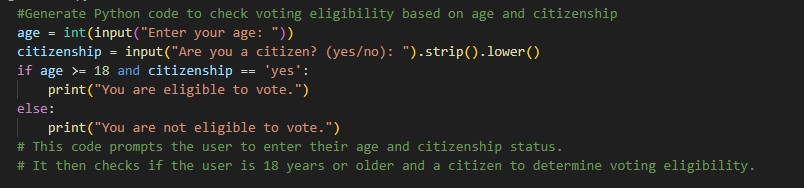 #Generate Python code to check voting eligibility based on age and citizenship
age = int(input("Enter your age: "))
citizenship = input("Are you a citizen? (yes/no): ").strip().lower()
if age >= 18 and citizenship == 'yes':
    print("You are eligible to vote.")
else:
    print("You are not eligible to vote.")
# This code prompts the user to enter their age and citizenship status.
# It then checks if the user is 18 years or older and a citizen to determine voting eligibility.